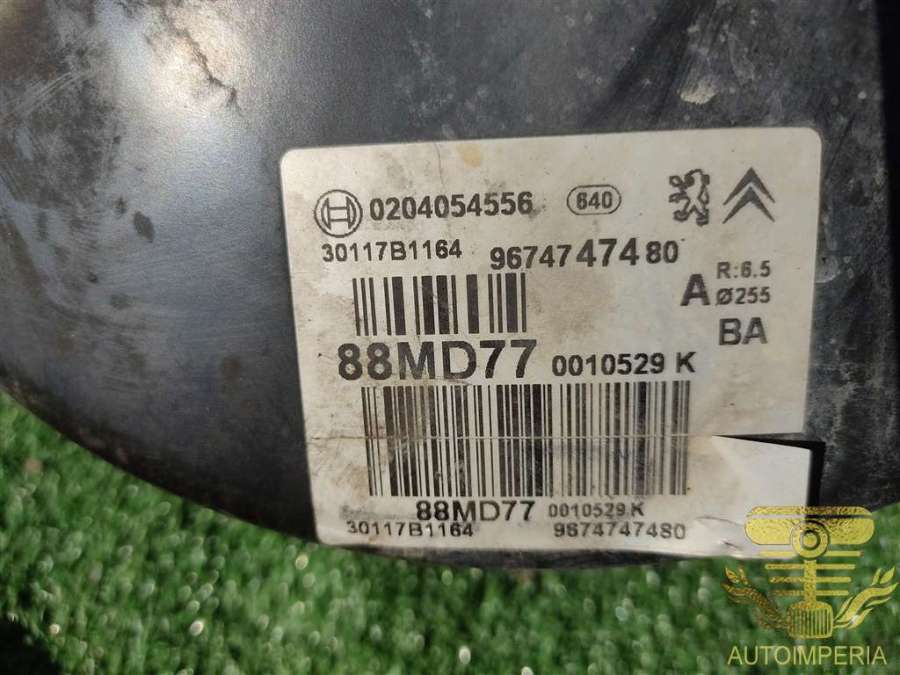 0204054556 640
30117B1164 9674747480
A R:6.5
Ø255
BA
88MD77 0010529 K
88MD77 0010529 K
30117B1164 9674747480
AUTOIMPERIA